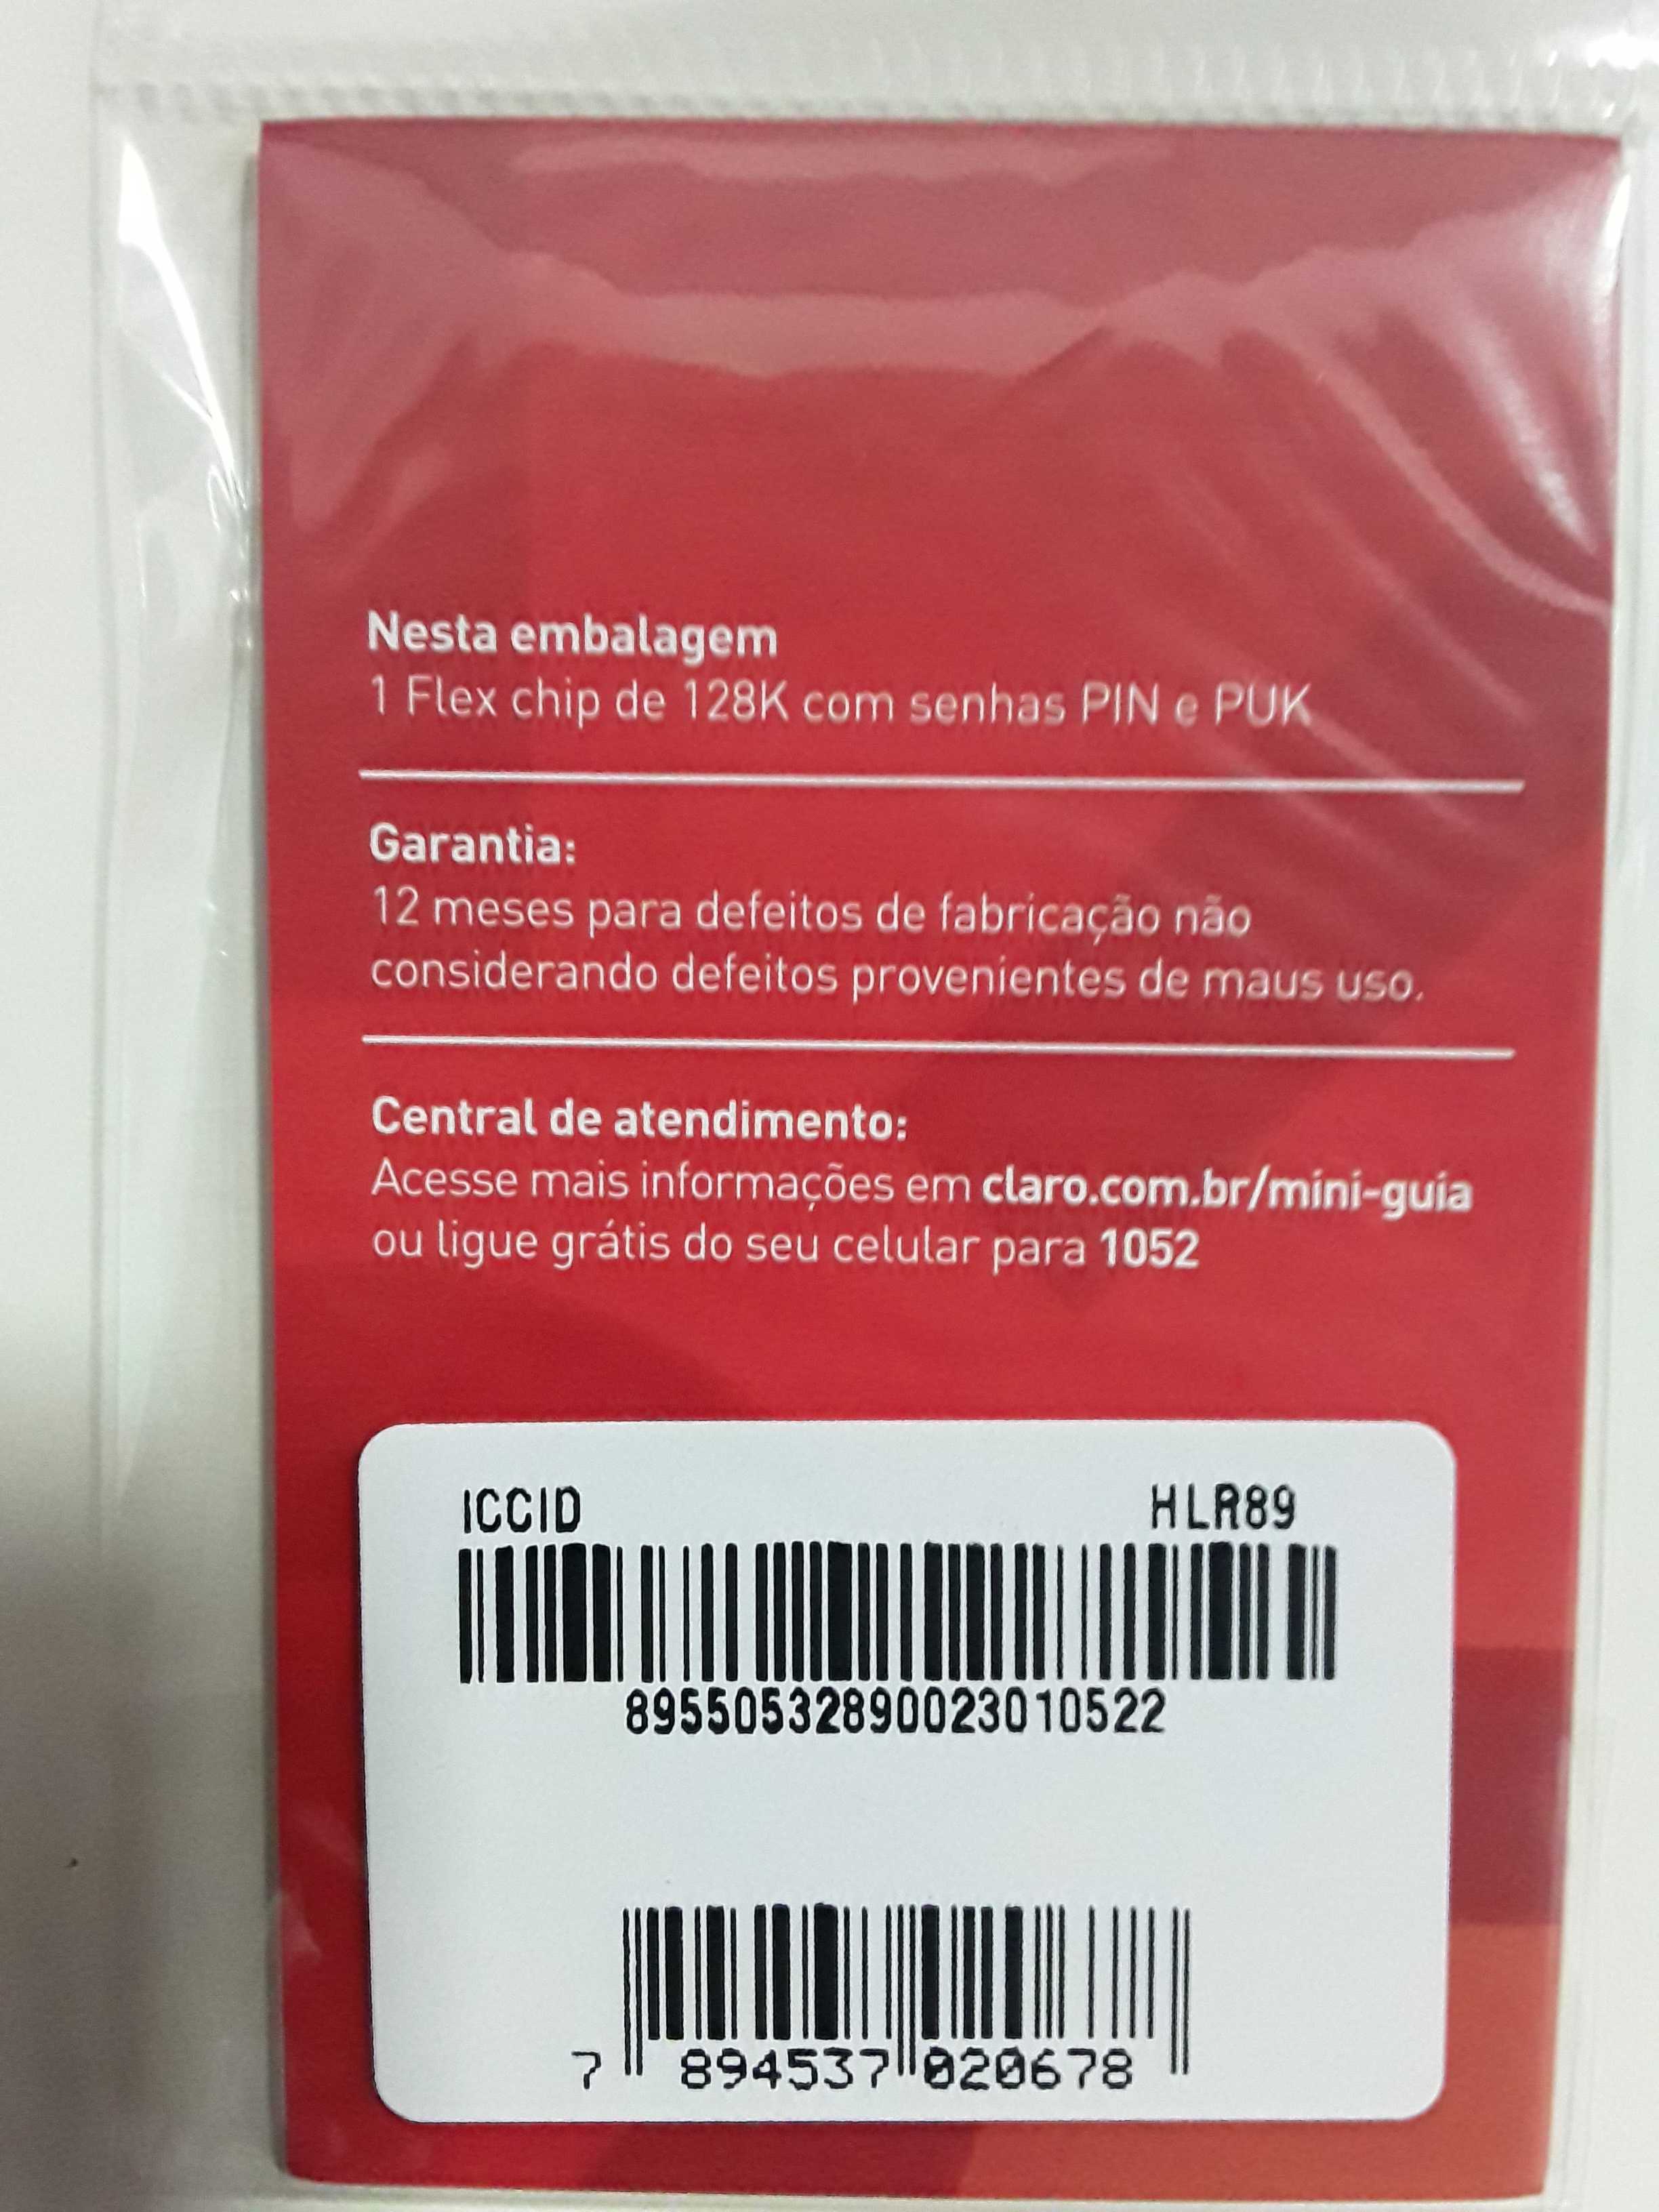 Nesta embalagem
1 Flex chip de 128K com senhas PIN e PUK
Garantia:
12 meses para defeitos de fabricação não
considerando defeitos provenientes de maus uso.
Central de atendimento:
Acesse mais informações em claro.com.br/mini-guia
ou ligue grátis do seu celular para 1052
ICCID HLR89
89550532890023010522
7 894537 020678